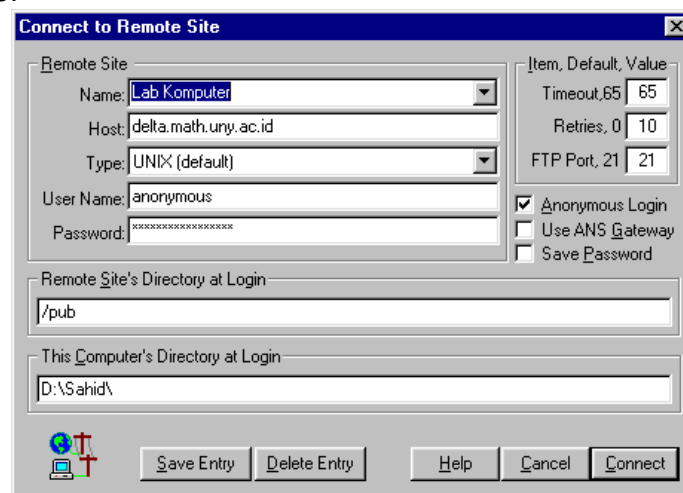 Connect to Remote Site
Remote Site
Name: Lab Komputer
Host: delta.math.uny.ac.id
Type: UNIX (default)
User Name: anonymous
Password: *****************
Item, Default, Value
Timeout,65 65
Retries, 0 10
FTP Port, 21 21
Anonymous Login
Use ANS Gateway
Save Password
Remote Site's Directory at Login
/pub
This Computer's Directory at Login
D:\Sahid\
Save Entry Delete Entry Help Cancel Connect